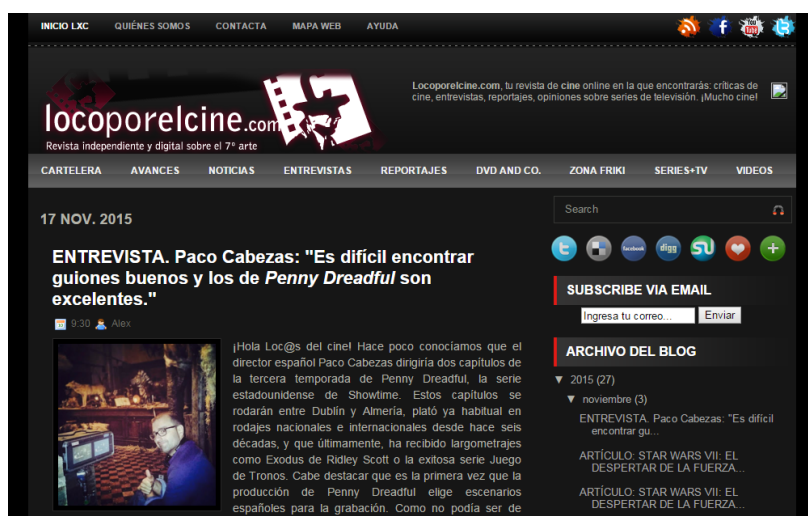 INICIO LXC QUIÉNES SOMOS CONTACTA MAPA WEB AYUDA
locoporelcine.com
Revista independiente y digital sobre el 7º arte
Locoporelcine.com, tu revista de cine online en la que encontrarás: críticas de
cine, entrevistas, reportajes, opiniones sobre series de televisión. ¡Mucho cine!
CARTELERA AVANCES NOTICIAS ENTREVISTAS REPORTAJES DVD AND CO. ZONA FRIKI SERIES+TV VIDEOS
17 NOV. 2015
ENTREVISTA. Paco Cabezas: "Es difícil encontrar
guiones buenos y los de Penny Dreadful son
excelentes."
9:30 Alex
¡Hola Loc@s del cine! Hace poco conocíamos que el
director español Paco Cabezas dirigiría dos capítulos de
la tercera temporada de Penny Dreadful, la serie
estadounidense de Showtime. Estos capítulos se
rodarán entre Dublín y Almería, plató ya habitual en
rodajes nacionales e internacionales desde hace seis
décadas, y que últimamente, ha recibido largometrajes
como Exodus de Ridley Scott o la exitosa serie Juego
de Tronos. Cabe destacar que es la primera vez que la
producción de Penny Dreadful elige escenarios
españoles para la grabación. Como no podía ser de
Search
facebook digg
SUBSCRIBE VIA EMAIL
Ingresa tu correo... Enviar
ARCHIVO DEL BLOG
▼ 2015 (27)
▼ noviembre (3)
ENTREVISTA. Paco Cabezas: "Es difícil
encontrar gu...
ARTÍCULO: STAR WARS VII: EL
DESPERTAR DE LA FUERZA...
ARTÍCULO: STAR WARS VII: EL
DESPERTAR DE LA FUERZA...